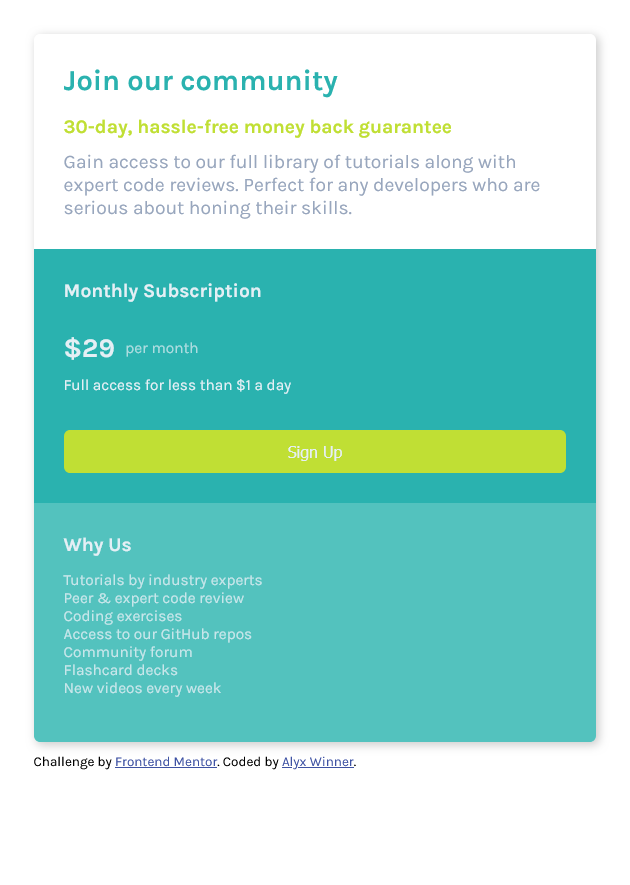 Join our community
30-day, hassle-free money back guarantee
Gain access to our full library of tutorials along with
expert code reviews. Perfect for any developers who are
serious about honing their skills.
Monthly Subscription
$29 per month
Full access for less than $1 a day
Sign Up
Why Us
Tutorials by industry experts
Peer & expert code review
Coding exercises
Access to our GitHub repos
Community forum
Flashcard decks
New videos every week
Challenge by Frontend Mentor. Coded by Alyx Winner.